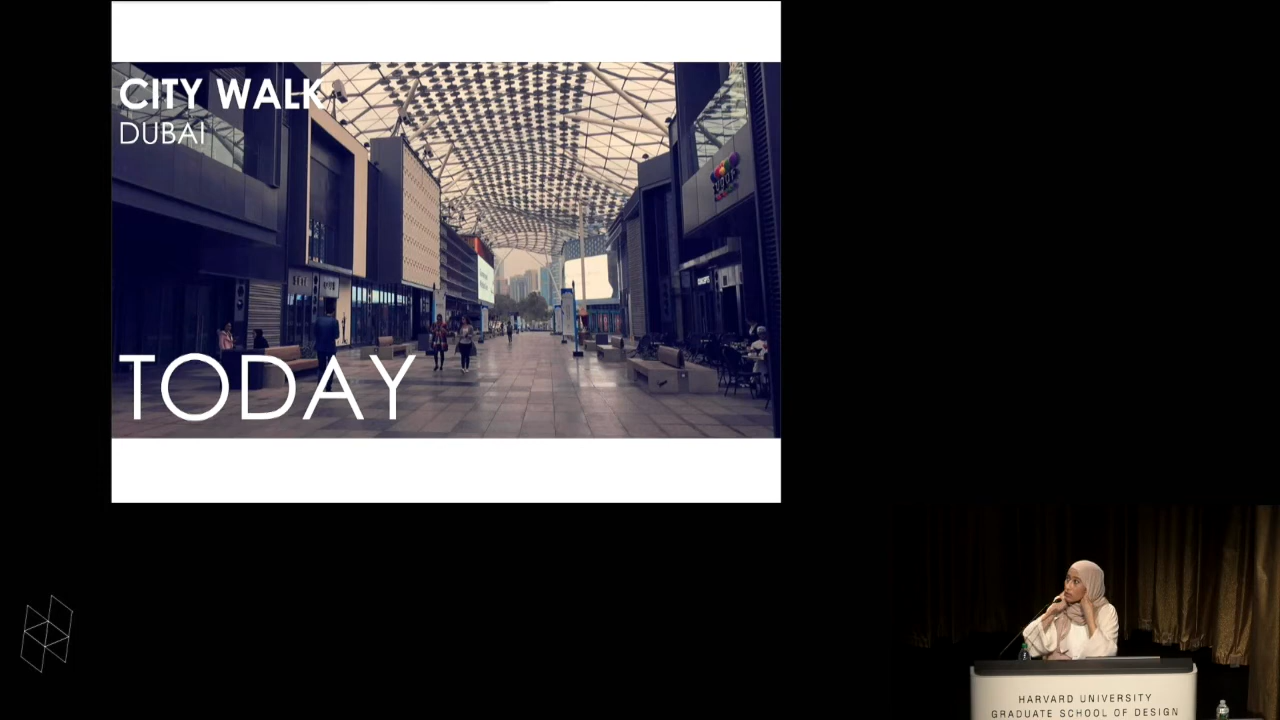 CITY WALK
DUBAI
TODAY
HARVARD UNIVERSITY
GRADUATE SCHOOL OF DESIGN